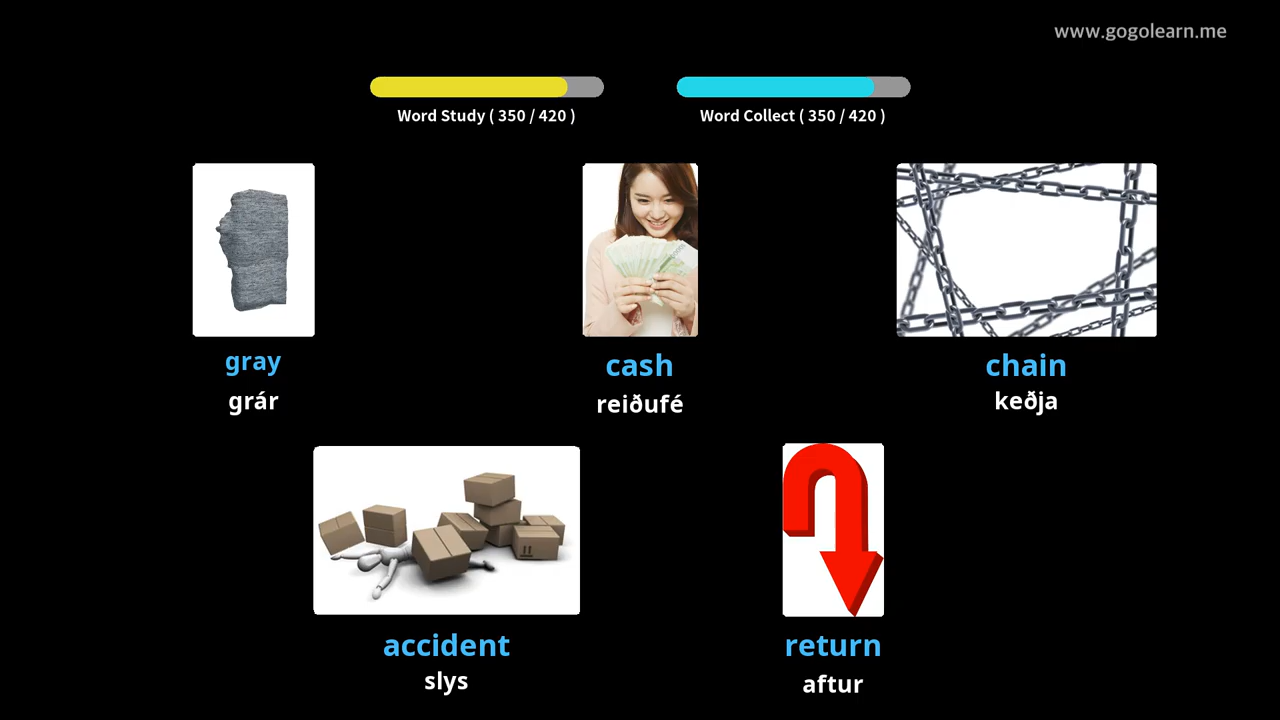 www.gogolearn.me
Word Study ( 350 / 420 )
Word Collect ( 350 / 420 )
gray
grár
cash
reiðufé
chain
keðja
accident
slys
return
aftur